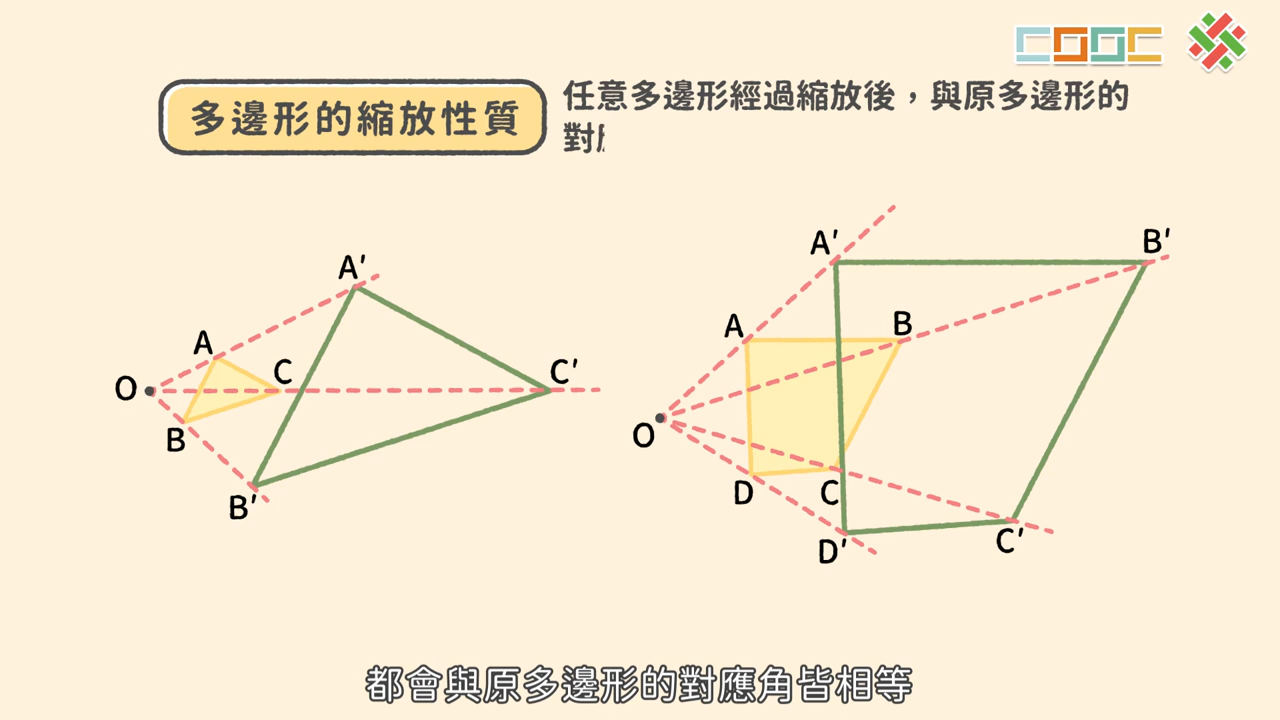 COOC
多邊形的縮放性質
任意多邊形經過縮放後，與原多邊形的
對
A'
A
C
C'
O
B
B'
A'
B'
A
B
O
D
C
C'
D'
都會與原多邊形的對應角皆相等